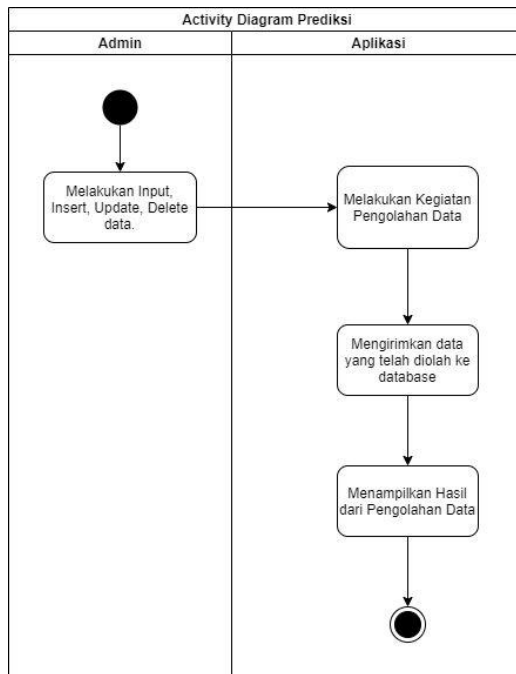 Activity Diagram Prediksi
Admin
Aplikasi
Melakukan Input,
Insert, Update, Delete
data.
Melakukan Kegiatan
Pengolahan Data
Mengirimkan data
yang telah diolah ke
database
Menampilkan Hasil
dari Pengolahan Data